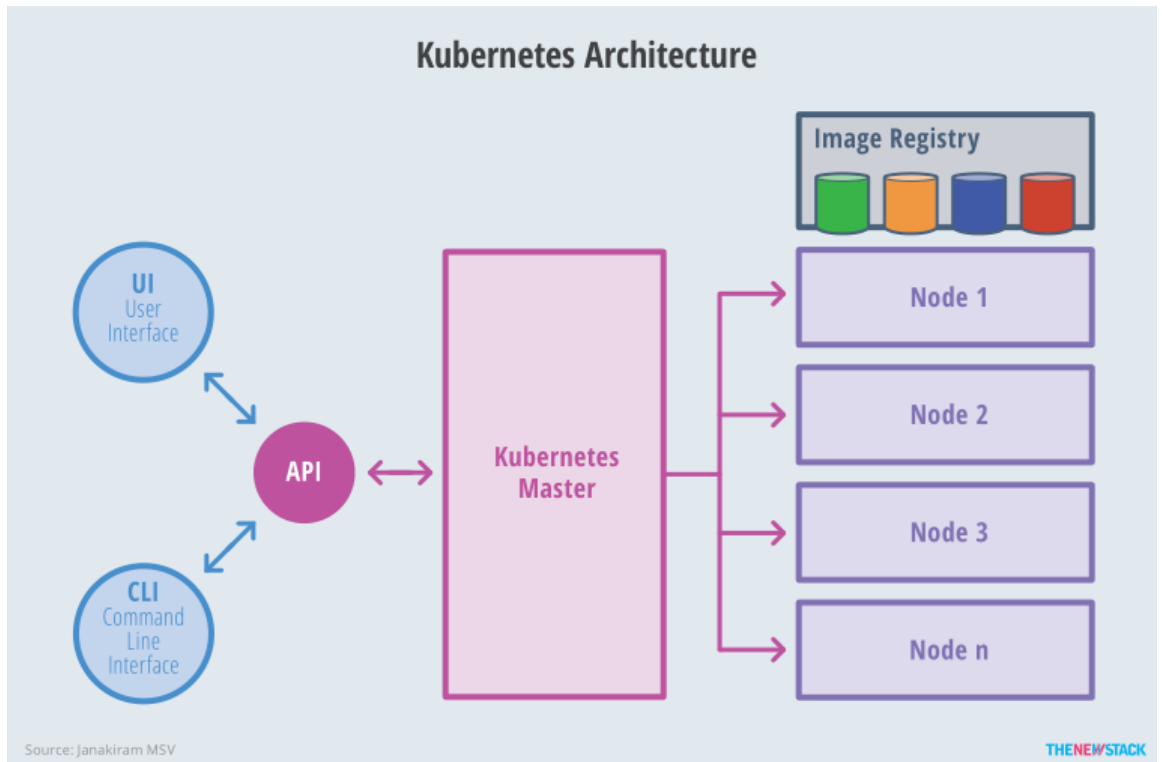 Kubernetes Architecture
Image Registry
UI
User
Interface
API
CLI
Command
Line
Interface
Kubernetes
Master
Node 1
Node 2
Node 3
Node n
Source: Janakiram MSV
THENEWSTACK